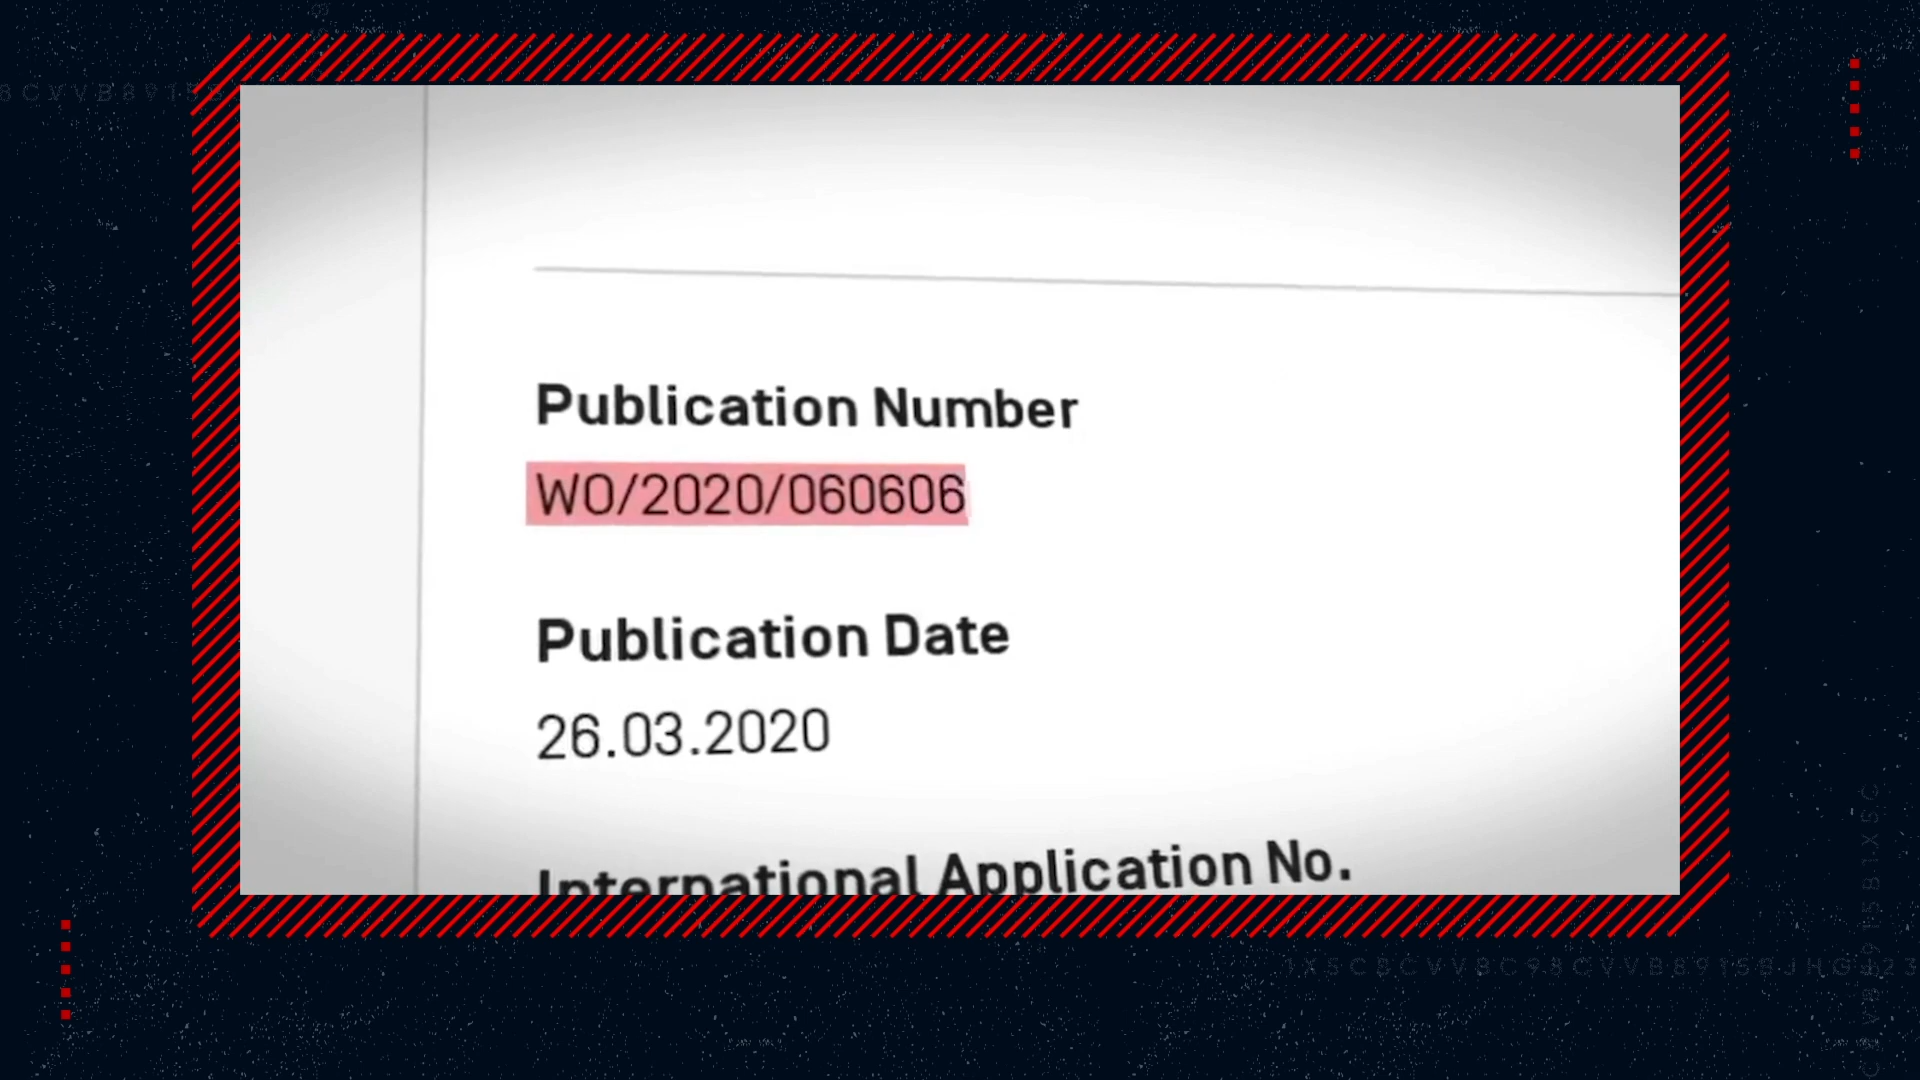 Publication Number
WO/2020/060606
Publication Date
26.03.2020
International Application No.